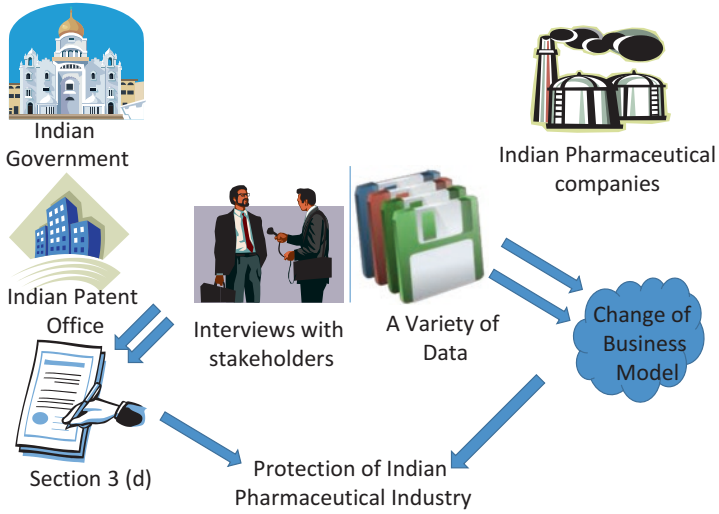 Indian
Government
Indian Pharmaceutical
companies
Indian Patent
Office
Interviews with
stakeholders
A Variety of
Data
Change of
Business
Model
Section 3 (d)
Protection of Indian
Pharmaceutical Industry